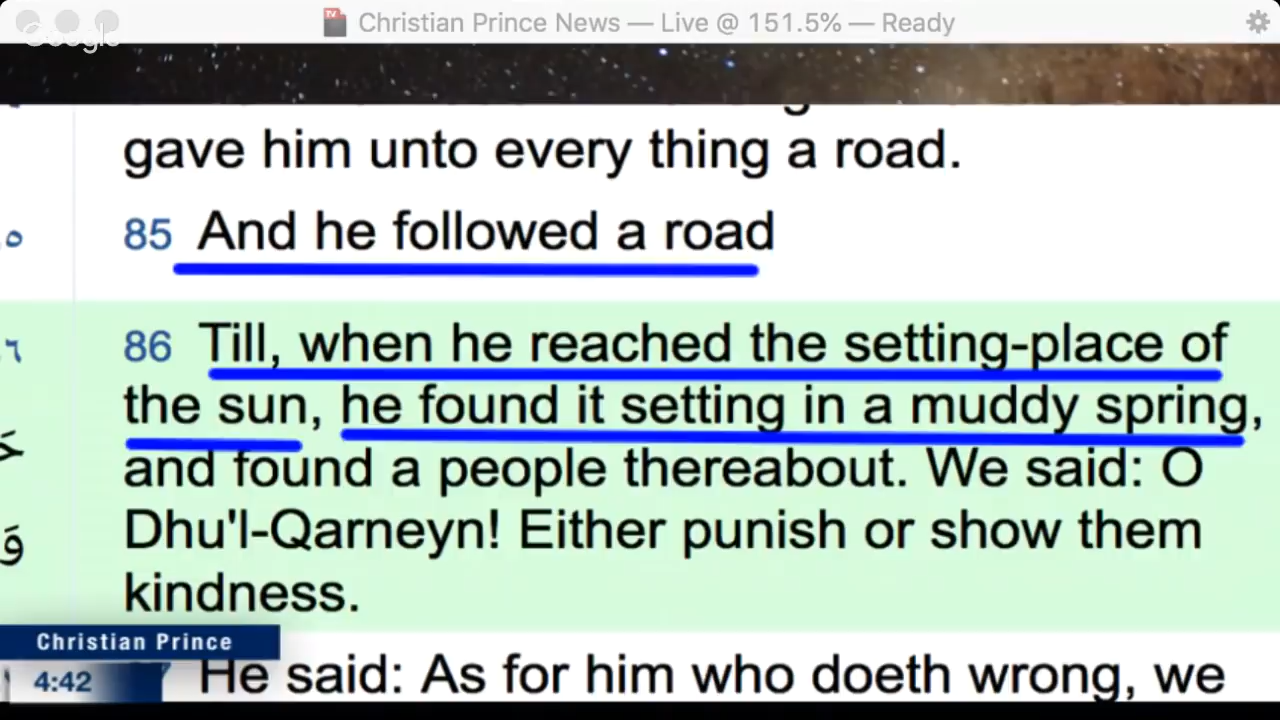 Christian Prince News — Live @ 151.5% — Ready
Google
gave him unto every thing a road.
85 And he followed a road
86 Till, when he reached the setting-place of
the sun, he found it setting in a muddy spring,
and found a people thereabout. We said: O
Dhu'l-Qarneyn! Either punish or show them
kindness.
Christian Prince
He said: As for him who doeth wrong, we
4:42